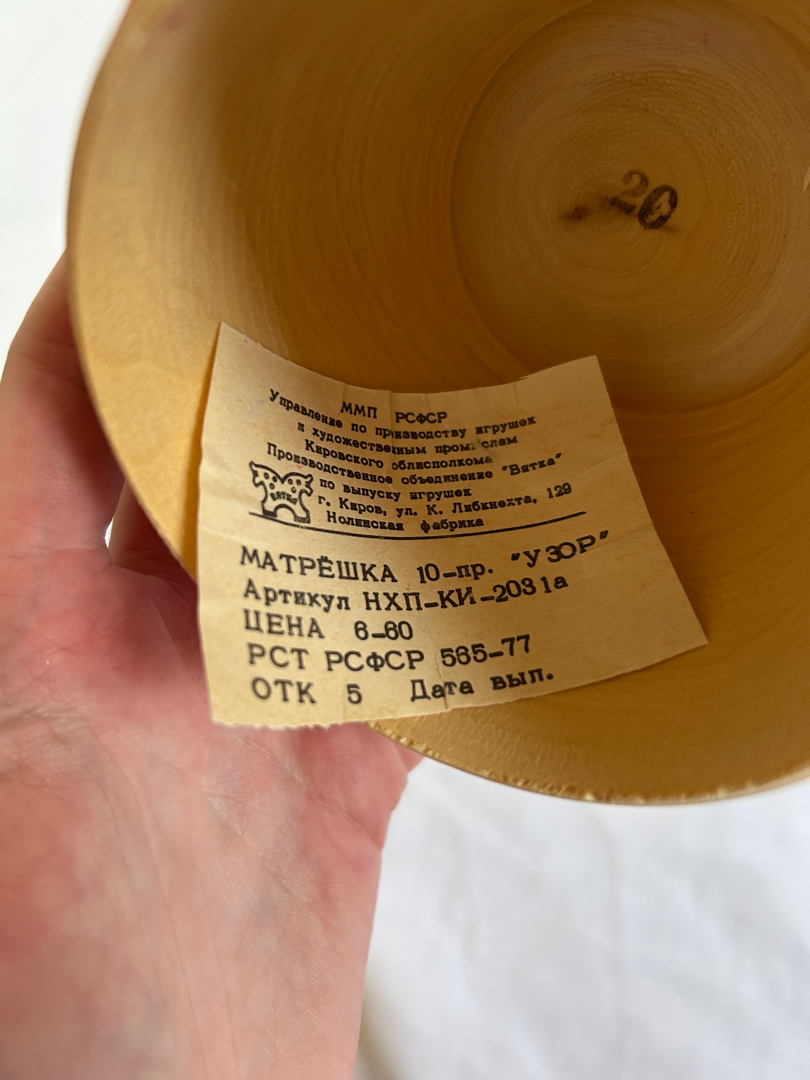 20
ММП РСФСР
Управление по производству игрушек
и художественным промыслам
Кировского облисполкома
Производственное объединение "Вятка"
по выпуску игрушек
г. Киров, ул. К. Либкнехта, 129
Нолинская фабрика
ВЯТКА
МАТРЁШКА 10-пр. "УЗОР"
Артикул НХП-КИ-2031а
ЦЕНА 6-60
РСТ РСФСР 565-77
ОТК 5 Дата вып.